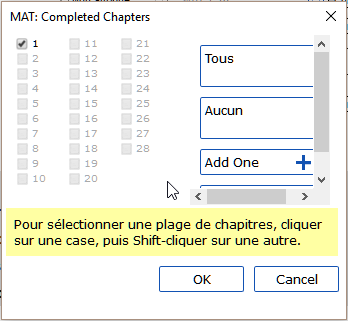 MAT: Completed Chapters
1 11 21
2 12 22
3 13 23
4 14 24
5 15 25
6 16 26
7 17 27
8 18 28
9 19
10 20
Tous
Aucun
Add One
Pour sélectionner une plage de chapitres, cliquer
sur une case, puis Shift-cliquer sur une autre.
OK Cancel